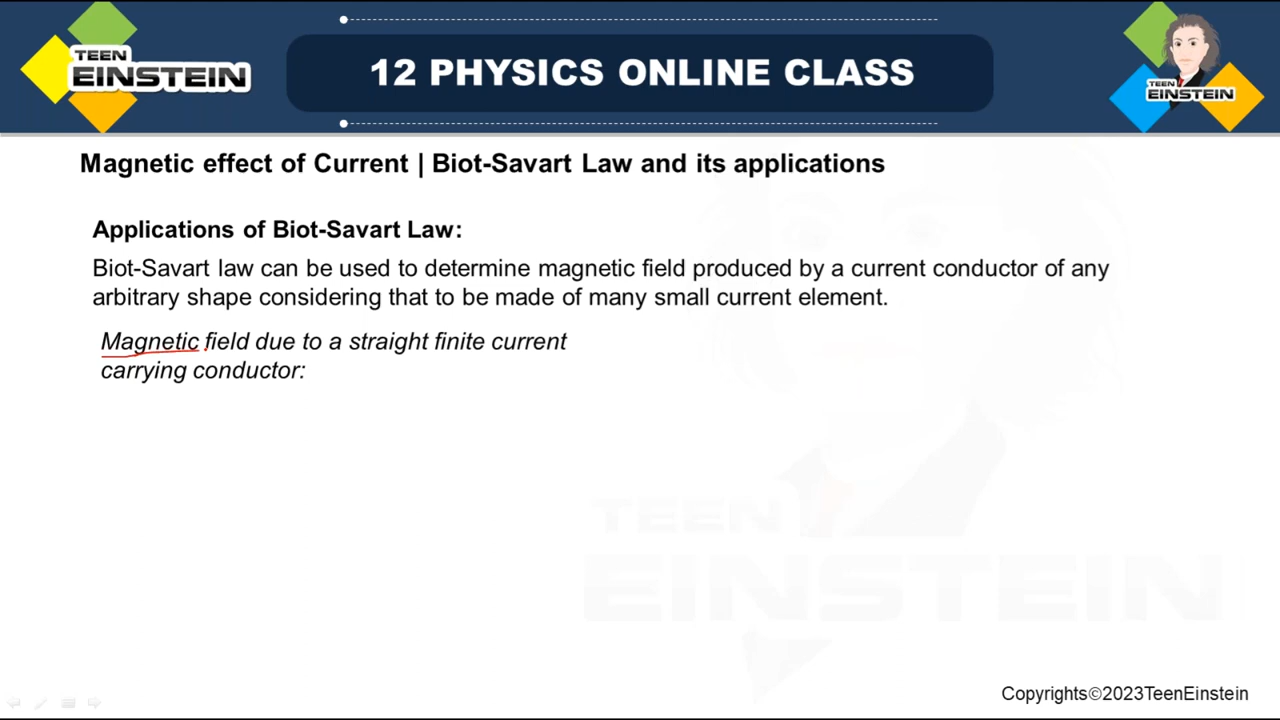 TEEN
EINSTEIN
12 PHYSICS ONLINE CLASS
TEEN
EINSTEIN
Magnetic effect of Current | Biot-Savart Law and its applications
Applications of Biot-Savart Law:
Biot-Savart law can be used to determine magnetic field produced by a current conductor of any
arbitrary shape considering that to be made of many small current element.
Magnetic field due to a straight finite current
carrying conductor:
TEEN
EINSTEIN
Copyrights©2023TeenEinstein